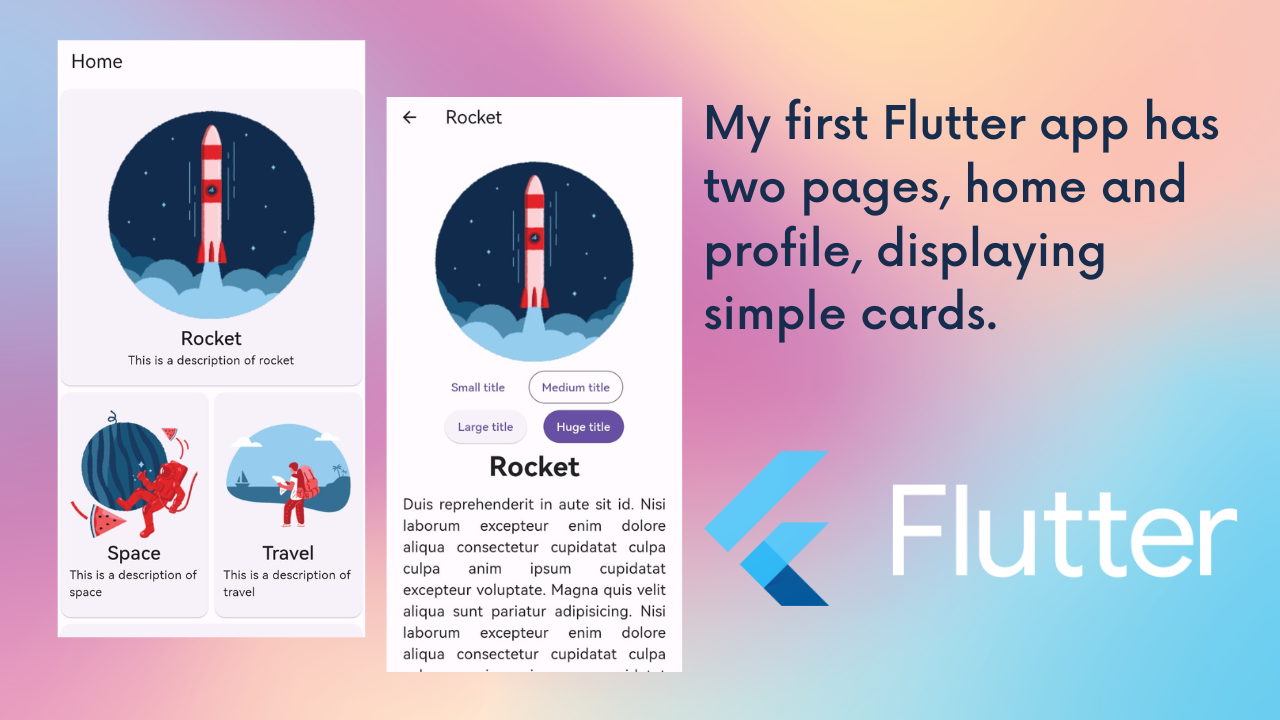 Home
Rocket
This is a description of rocket
Space
This is a description of
space
Travel
This is a description of
travel
Rocket
Small title
Medium title
Large title
Huge title
Rocket
Duis reprehenderit in aute sit id. Nisi
laborum excepteur enim dolore
aliqua consectetur cupidatat culpa
culpa anim ipsum cupidatat
excepteur voluptate. Magna quis velit
aliqua sunt pariatur adipisicing. Nisi
laborum excepteur enim dolore
aliqua consectetur cupidatat culpa
My first Flutter app has
two pages, home and
profile, displaying
simple cards.
Flutter